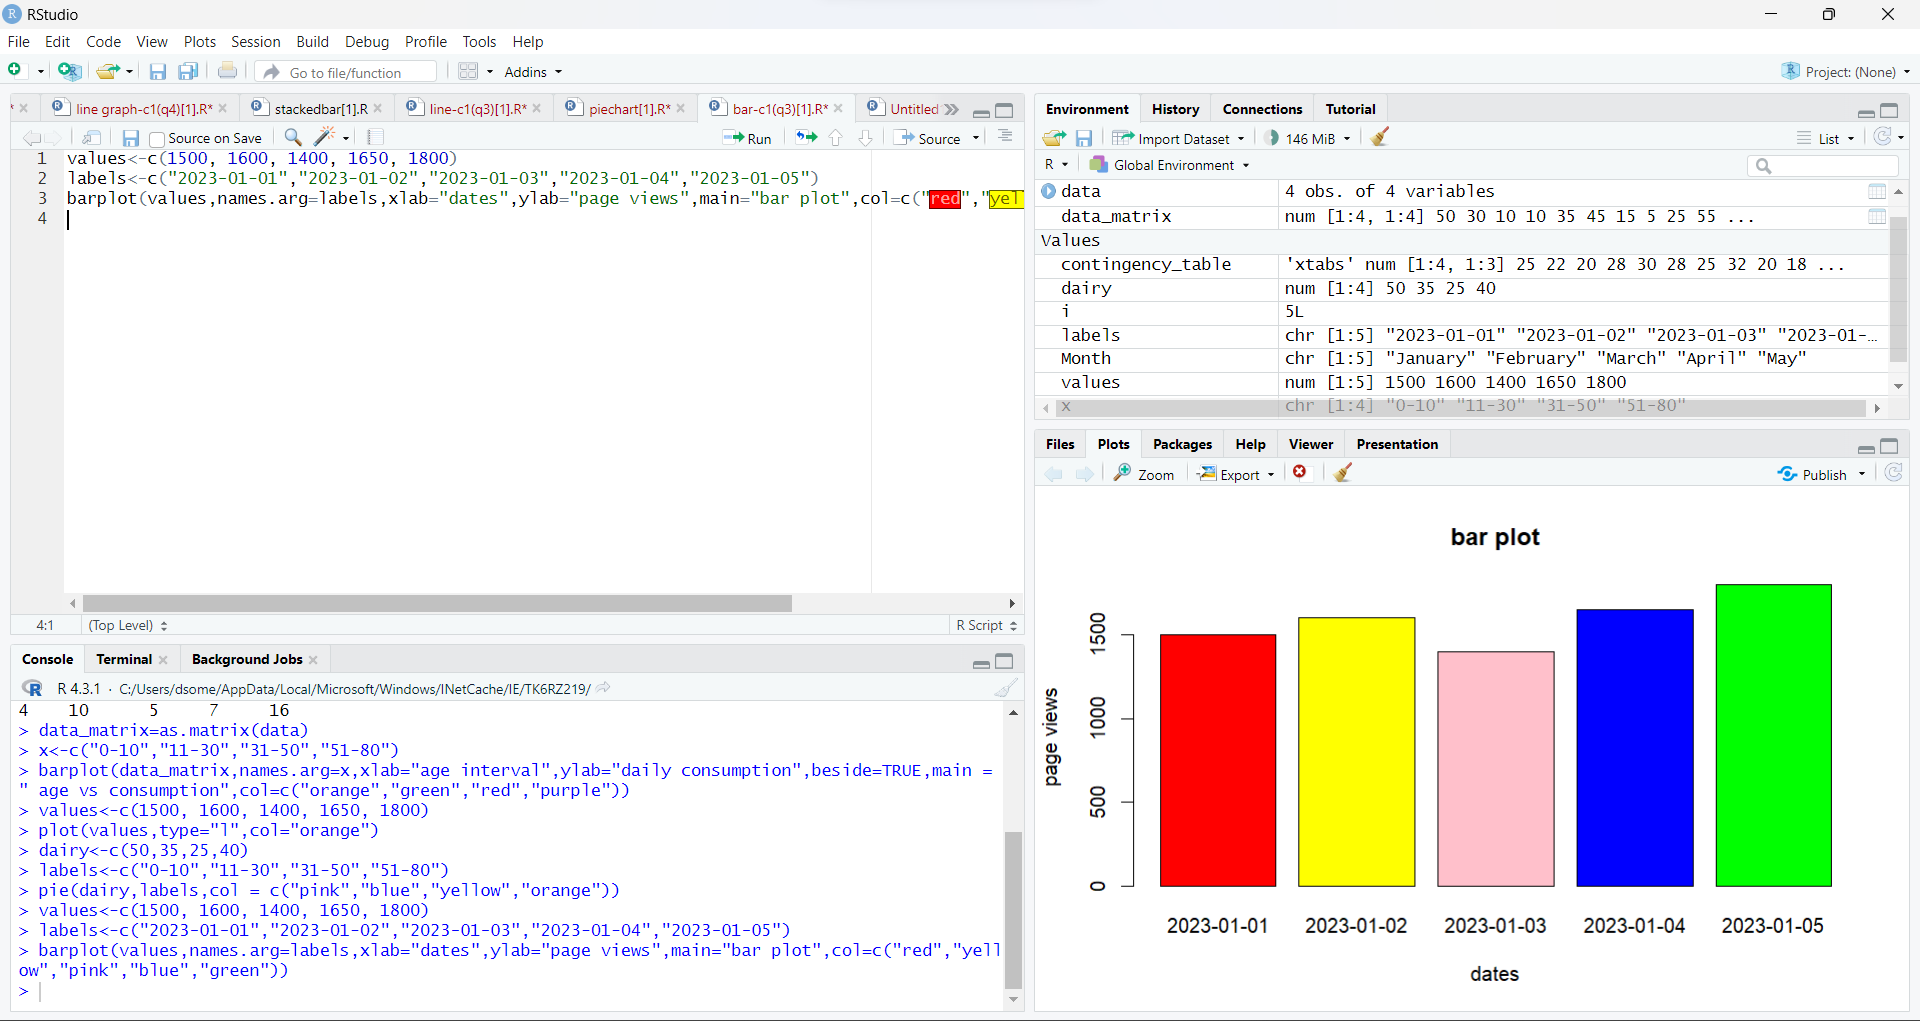 RStudio
File Edit Code View Plots Session Build Debug Profile Tools Help
Go to file/function Addins Project: (None)
line graph-c1(q4)[1].R* stackedbar[1].R line-c1(q3)[1].R* piechart[1].R* bar-c1(q3)[1].R* Untitled
Source on Save Run Source
1 values<-c(1500, 1600, 1400, 1650, 1800)
2 labels<-c("2023-01-01","2023-01-02","2023-01-03","2023-01-04","2023-01-05")
3 barplot(values,names.arg=labels,xlab="dates",ylab="page views",main="bar plot",col=c("red","yel
4
4:1 (Top Level) R Script
Console Terminal Background Jobs
R 4.3.1 · C:/Users/dsome/AppData/Local/Microsoft/Windows/INetCache/IE/TK6RZ219/
4 10 5 7 16
> data_matrix=as.matrix(data)
> x<-c("0-10","11-30","31-50","51-80")
> barplot(data_matrix,names.arg=x,xlab="age interval",ylab="daily consumption",beside=TRUE,main =
" age vs consumption",col=c("orange","green","red","purple"))
> values<-c(1500, 1600, 1400, 1650, 1800)
> plot(values,type="l",col="orange")
> dairy<-c(50,35,25,40)
> labels<-c("0-10","11-30","31-50","51-80")
> pie(dairy,labels,col = c("pink","blue","yellow","orange"))
> values<-c(1500, 1600, 1400, 1650, 1800)
> labels<-c("2023-01-01","2023-01-02","2023-01-03","2023-01-04","2023-01-05")
> barplot(values,names.arg=labels,xlab="dates",ylab="page views",main="bar plot",col=c("red","yell
ow","pink","blue","green"))
>
Environment History Connections Tutorial
Import Dataset 146 MiB List
R Global Environment
data 4 obs. of 4 variables
data_matrix num [1:4, 1:4] 50 30 10 10 35 45 15 5 25 55 ...
Values
contingency_table 'xtabs' num [1:4, 1:3] 25 22 20 28 30 28 25 32 20 18 ...
dairy num [1:4] 50 35 25 40
i 5L
labels chr [1:5] "2023-01-01" "2023-01-02" "2023-01-03" "2023-01-…
Month chr [1:5] "January" "February" "March" "April" "May"
values num [1:5] 1500 1600 1400 1650 1800
x chr [1:4] "0-10" "11-30" "31-50" "51-80"
Files Plots Packages Help Viewer Presentation
Zoom Export Publish
bar plot
page views
1500
1000
500
0
2023-01-01 2023-01-02 2023-01-03 2023-01-04 2023-01-05
dates